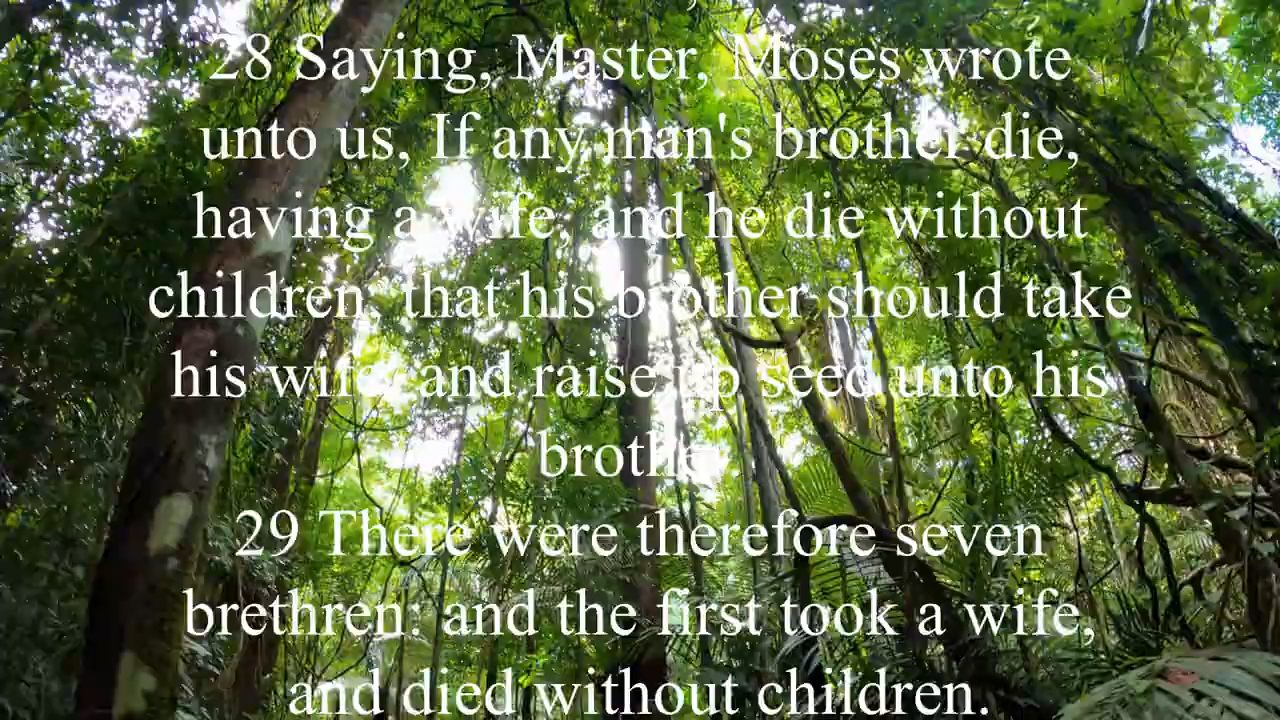 28 Saying, Master, Moses wrote
unto us, If any man's brother die,
having a wife, and he die without
children, that his brother should take
his wife, and raise up seed unto his
brother.
29 There were therefore seven
brethren: and the first took a wife,
and died without children.